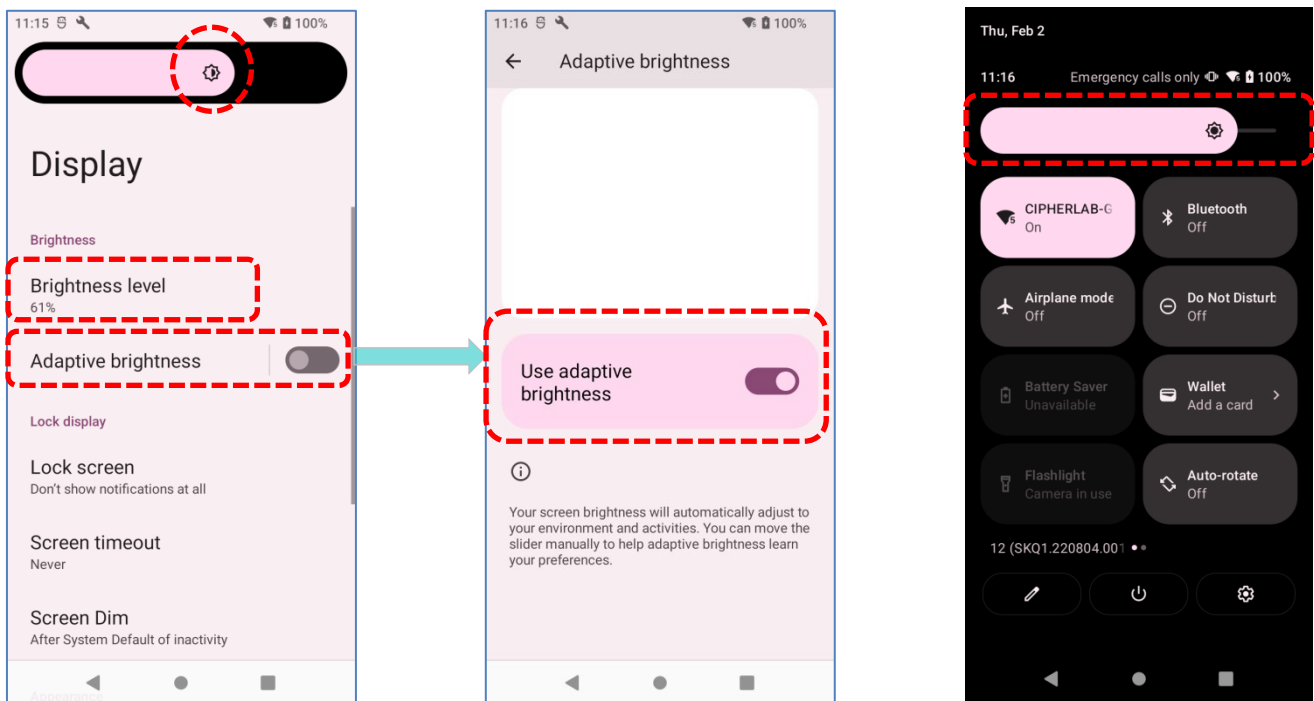 11:15 100%
Display
Brightness
Brightness level
61%
Adaptive brightness
Lock display
Lock screen
Don't show notifications at all
Screen timeout
Never
Screen Dim
After System Default of inactivity
Appearance
11:16 100%
Adaptive brightness
Use adaptive
brightness
Your screen brightness will automatically adjust to
your environment and activities. You can move the
slider manually to help adaptive brightness learn
your preferences.
Thu, Feb 2
11:16 Emergency calls only 100%
CIPHERLAB-G
On
Bluetooth
Off
Airplane mode
Off
Do Not Disturb
Off
Battery Saver
Unavailable
Wallet
Add a card
Flashlight
Camera in use
Auto-rotate
Off
12 (SKQ1.220804.001